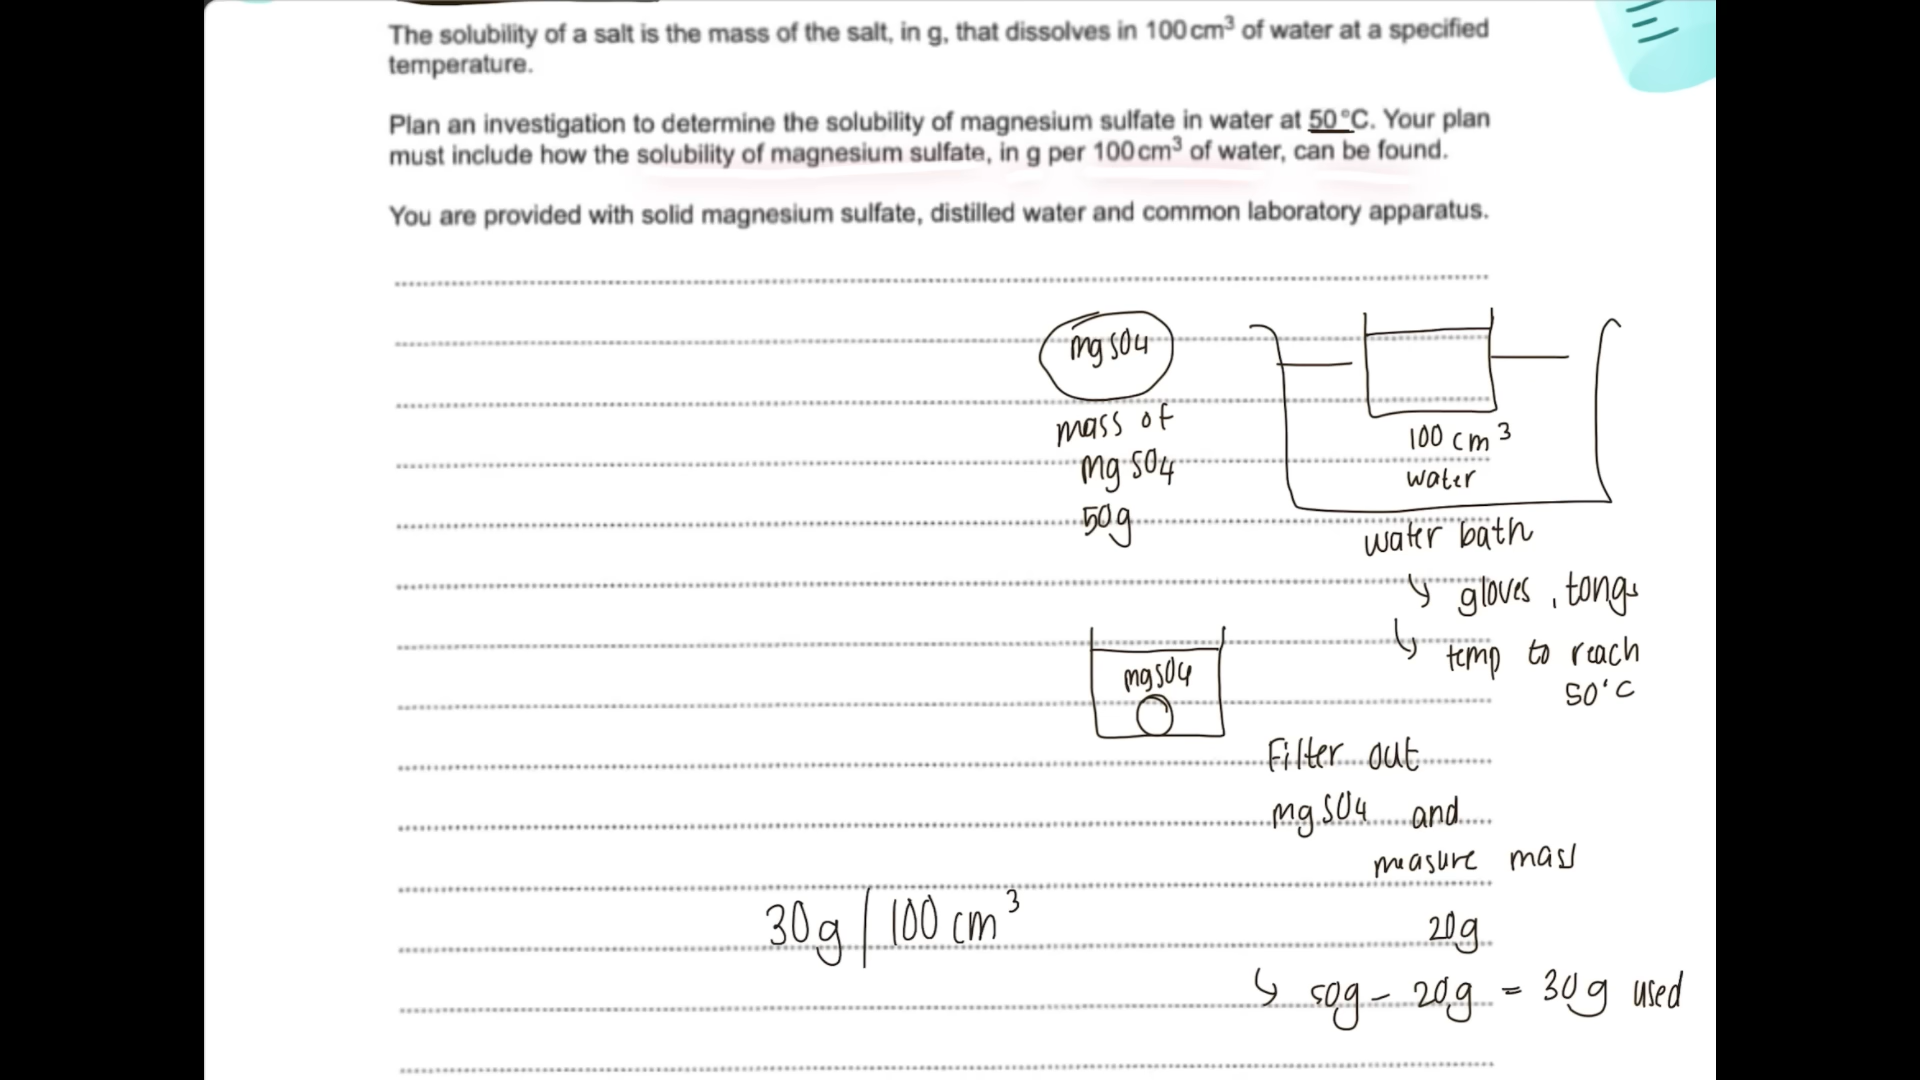 The solubility of a salt is the mass of the salt, in g, that dissolves in 100 cm³ of water at a specified
temperature.
Plan an investigation to determine the solubility of magnesium sulfate in water at 50 °C. Your plan
must include how the solubility of magnesium sulfate, in g per 100 cm³ of water, can be found.
You are provided with solid magnesium sulfate, distilled water and common laboratory apparatus.
mg SO4
mass of
Mg SO4
50g
100 cm³
water
water bath
↳ gloves, tongs
↳ temp to reach
50°C
mgSO4
Filter out
mg SO4 and
measure mass
20g
↳ 50g - 20g = 30g used
30g / 100 cm³